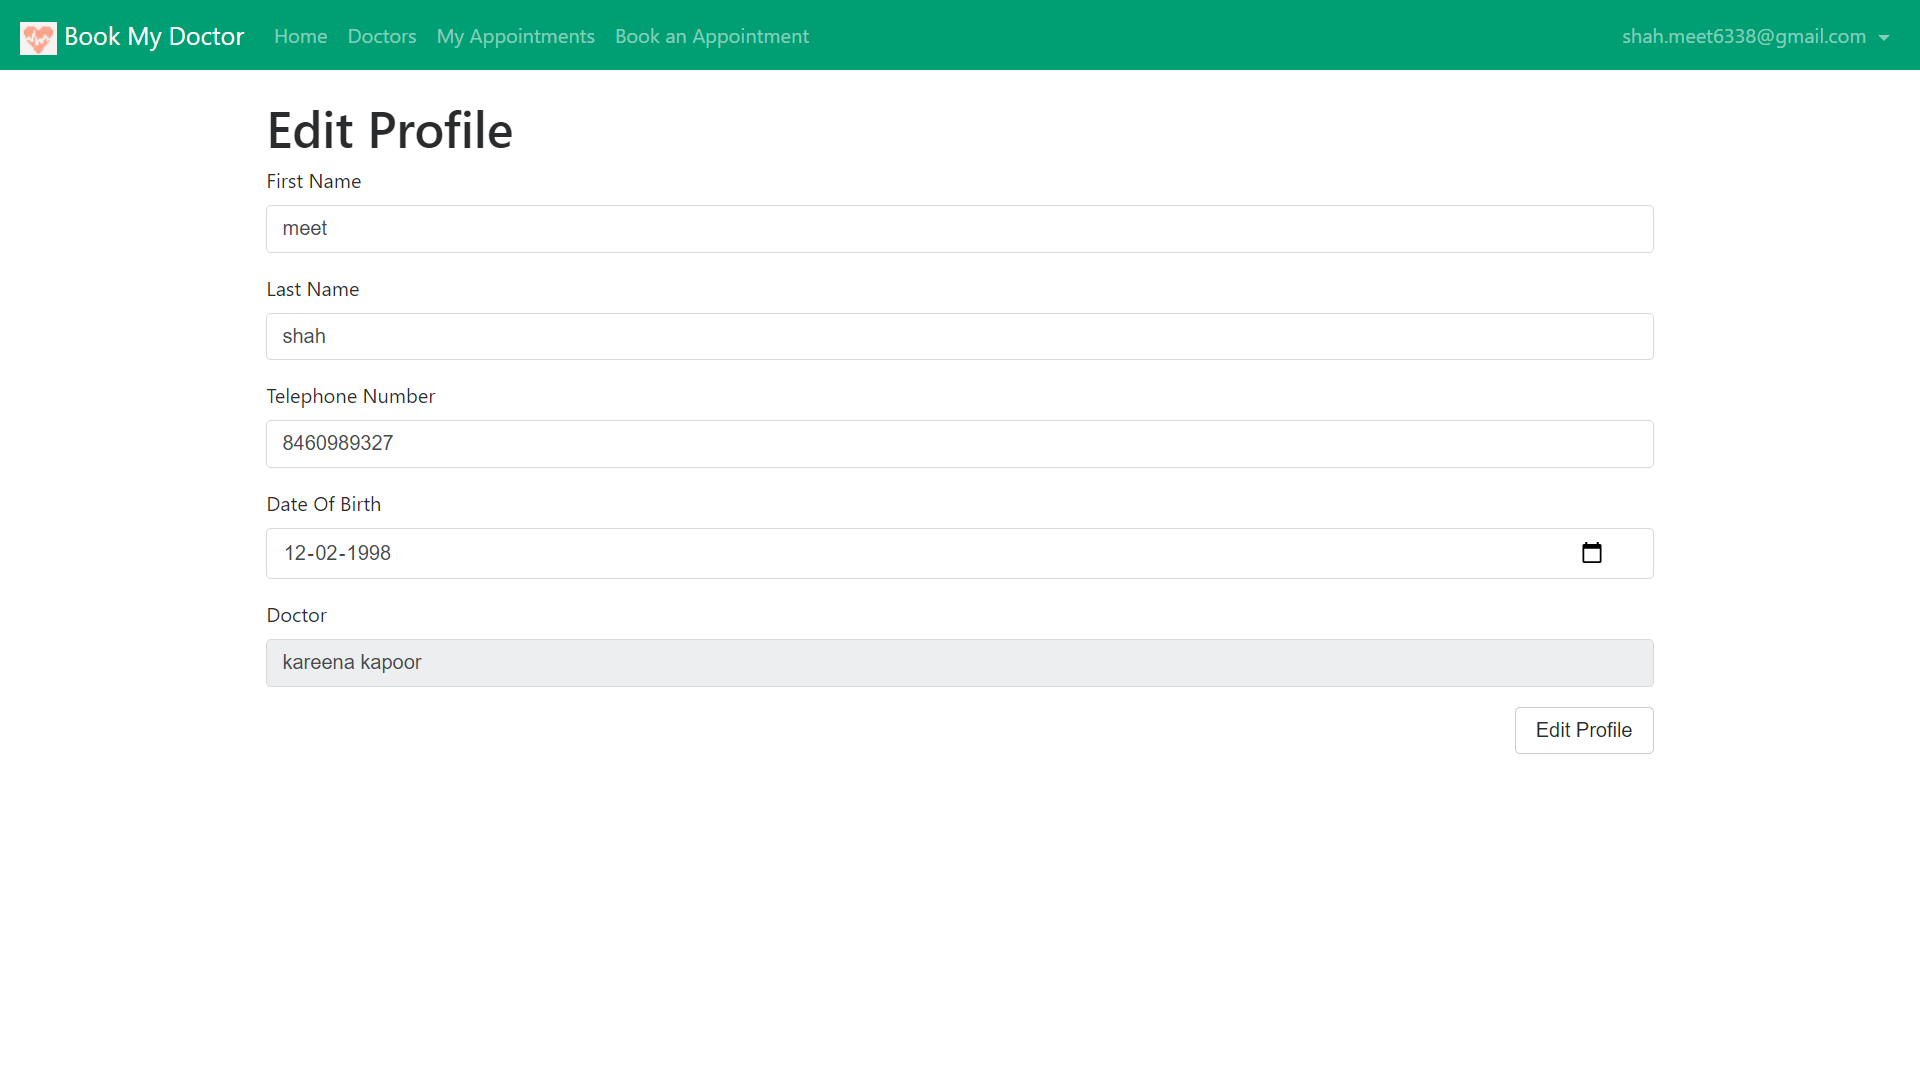 Book My Doctor Home Doctors My Appointments Book an Appointment shah.meet6338@gmail.com
Edit Profile
First Name
meet
Last Name
shah
Telephone Number
8460989327
Date Of Birth
12-02-1998
Doctor
kareena kapoor
Edit Profile